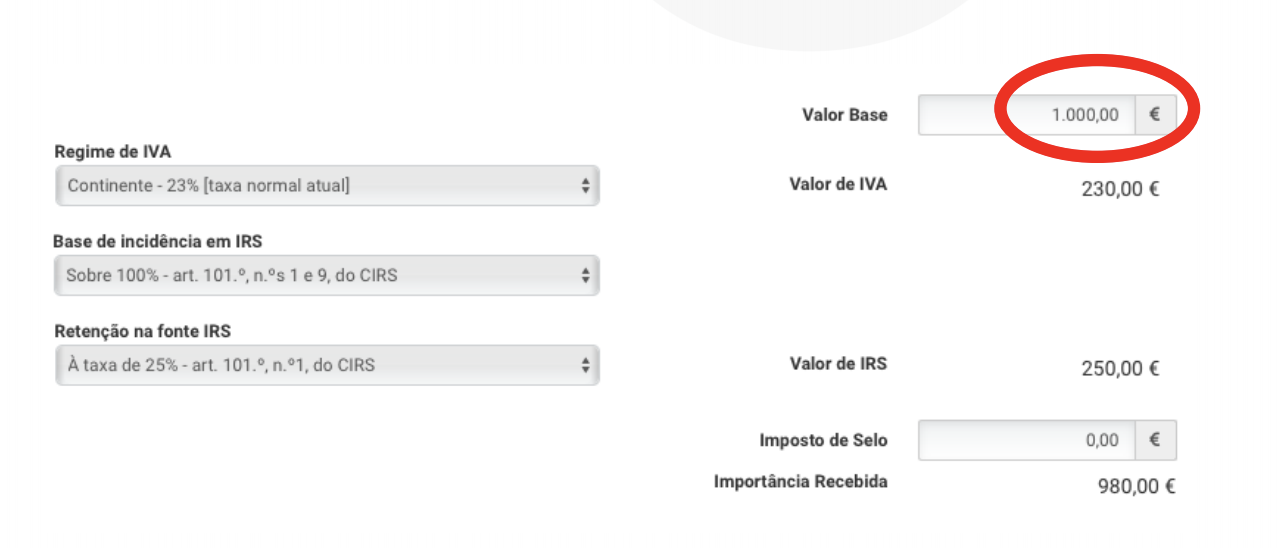 Valor Base 1.000,00 €
Regime de IVA
Continente - 23% [taxa normal atual]
Valor de IVA 230,00 €
Base de incidência em IRS
Sobre 100% - art. 101.º, n.ºs 1 e 9, do CIRS
Retenção na fonte IRS
À taxa de 25% - art. 101.º, n.º1, do CIRS
Valor de IRS 250,00 €
Imposto de Selo 0,00 €
Importância Recebida 980,00 €